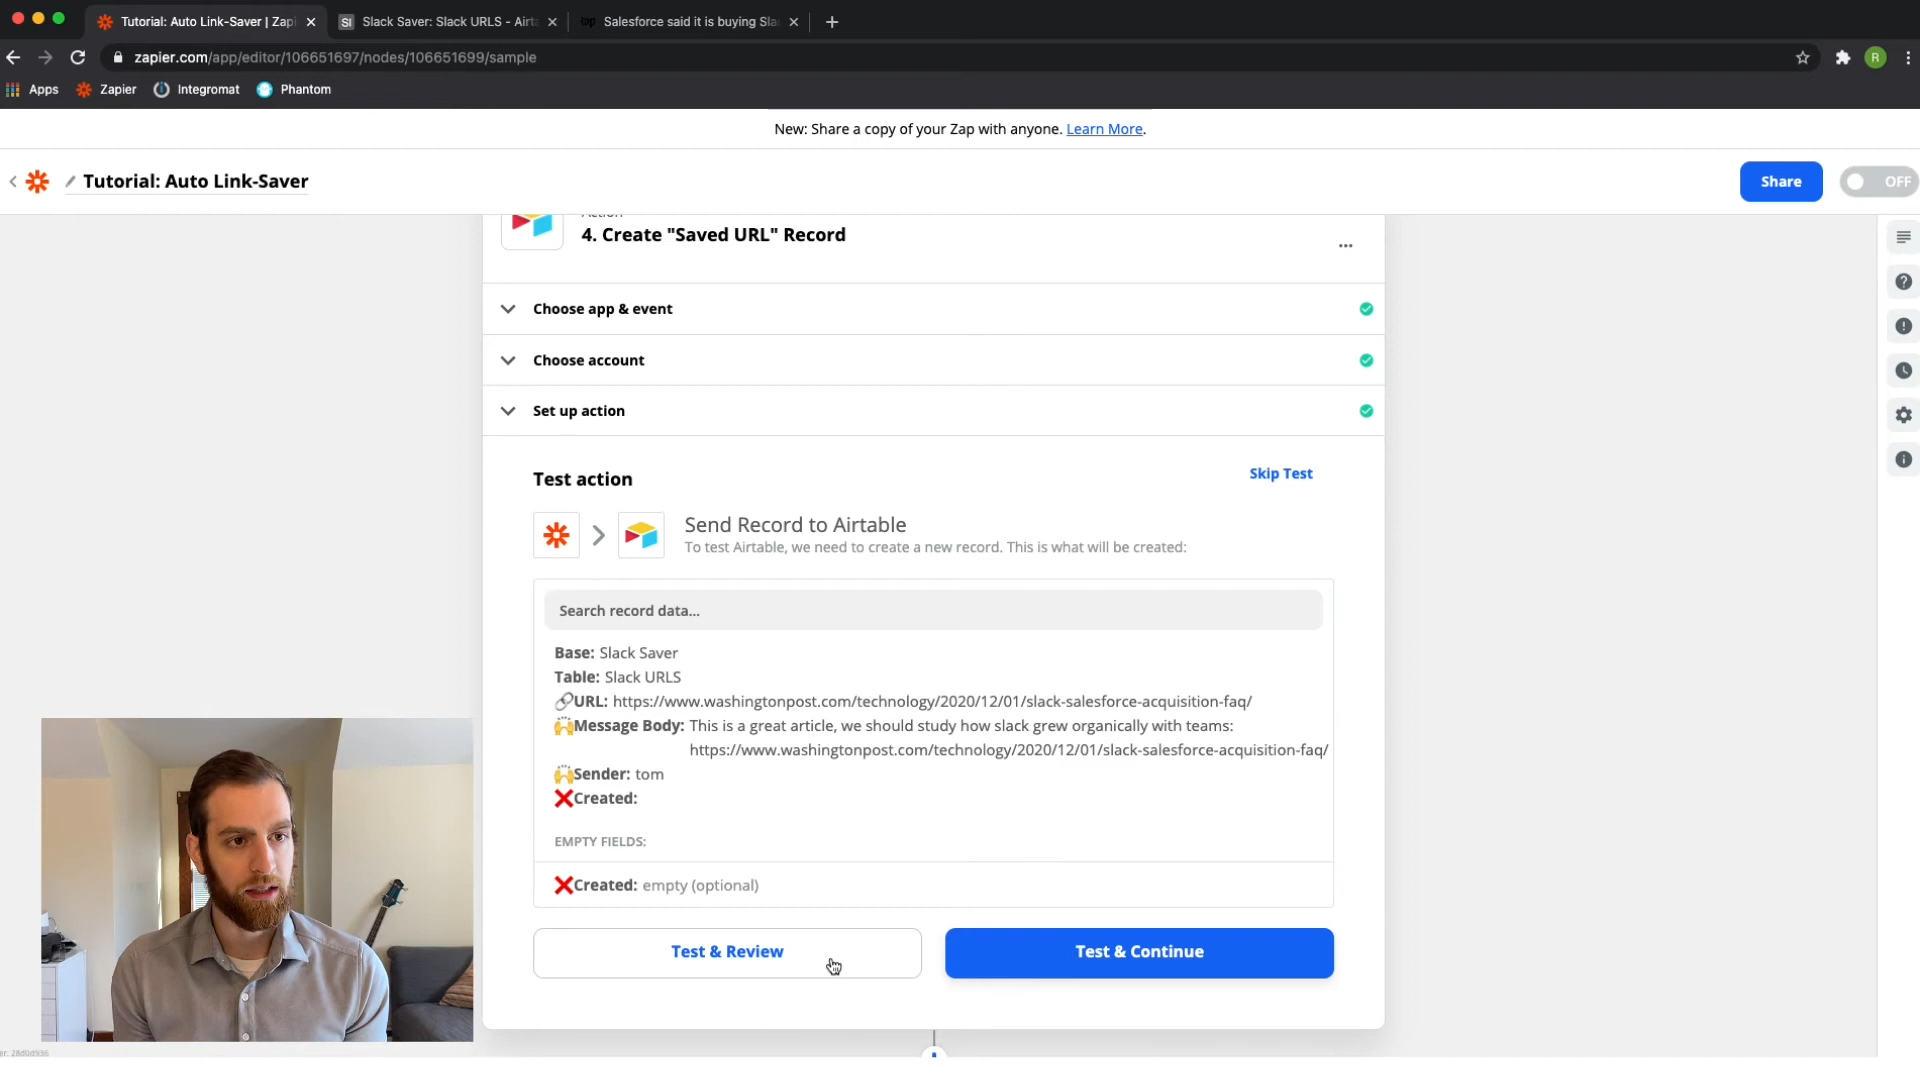 Tutorial: Auto Link-Saver | Zapi
SI Slack Saver: Slack URLS - Airta
Salesforce said it is buying Sla
zapier.com/app/editor/106651697/nodes/106651699/sample
R
Apps Zapier Integromat Phantom
New: Share a copy of your Zap with anyone. Learn More.
Tutorial: Auto Link-Saver
Share
OFF
Action
4. Create "Saved URL" Record
Choose app & event
Choose account
Set up action
Test action
Skip Test
Send Record to Airtable
To test Airtable, we need to create a new record. This is what will be created:
Search record data...
Base: Slack Saver
Table: Slack URLS
🔗URL: https://www.washingtonpost.com/technology/2020/12/01/slack-salesforce-acquisition-faq/
🙌Message Body: This is a great article, we should study how slack grew organically with teams:
https://www.washingtonpost.com/technology/2020/12/01/slack-salesforce-acquisition-faq/
🙌Sender: tom
❌Created:
EMPTY FIELDS:
❌Created: empty (optional)
Test & Review
Test & Continue